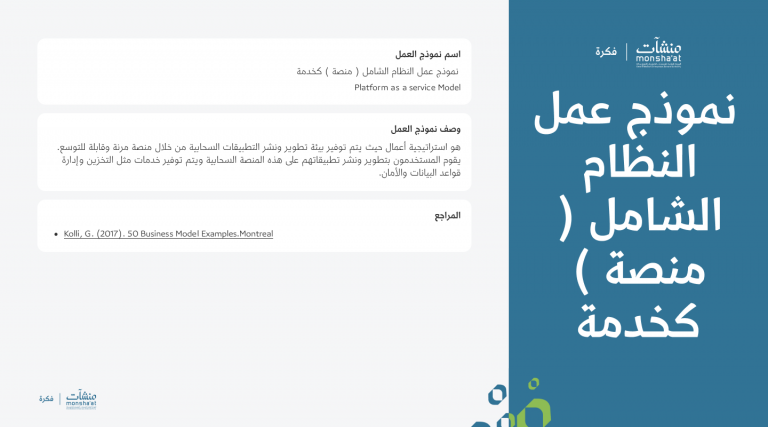 منشآت
monsha'at
فكرة
نموذج عمل
النظام
الشامل (
منصة )
كخدمة
اسم نموذج العمل
نموذج عمل النظام الشامل ( منصة ) كخدمة
Platform as a service Model
وصف نموذج العمل
هو استراتيجية أعمال حيث يتم توفير بيئة تطوير ونشر التطبيقات السحابية من خلال منصة مرنة وقابلة للتوسع.
يقوم المستخدمون بتطوير ونشر تطبيقاتهم على هذه المنصة السحابية ويتم توفير خدمات مثل التخزين وإدارة
قواعد البيانات والأمان.
المراجع
• Kolli, G. (2017). 50 Business Model Examples.Montreal
منشآت
monsha'at
فكرة